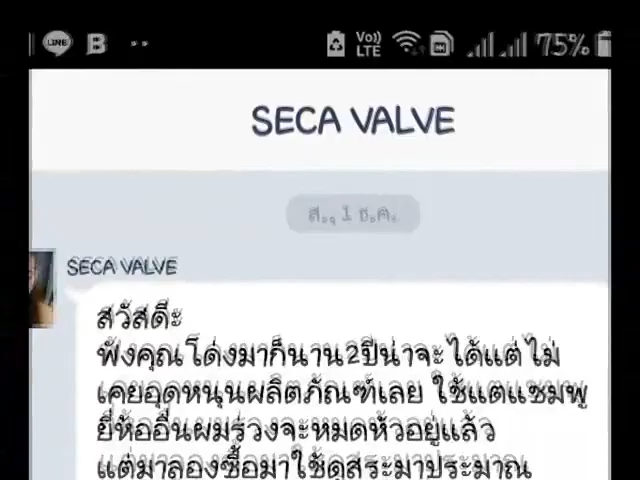 LINE B Vo)) LTE 75%
SECA VALVE
ส., 1 ธ.ค.
SECA VALVE
สวัสดีะ
ฟังคุณโด่งมาก็นาน2ปีน่าจะได้แต่ไม่
เคยอุดหนุนผลิตภัณฑ์เลย ใช้แต่แชมพู
ยี่ห้ออื่นผมร่วงจะหมดหัวอยู่แล้ว
แต่มาลองซื้อมาใช้ดูสระมาประมาณ